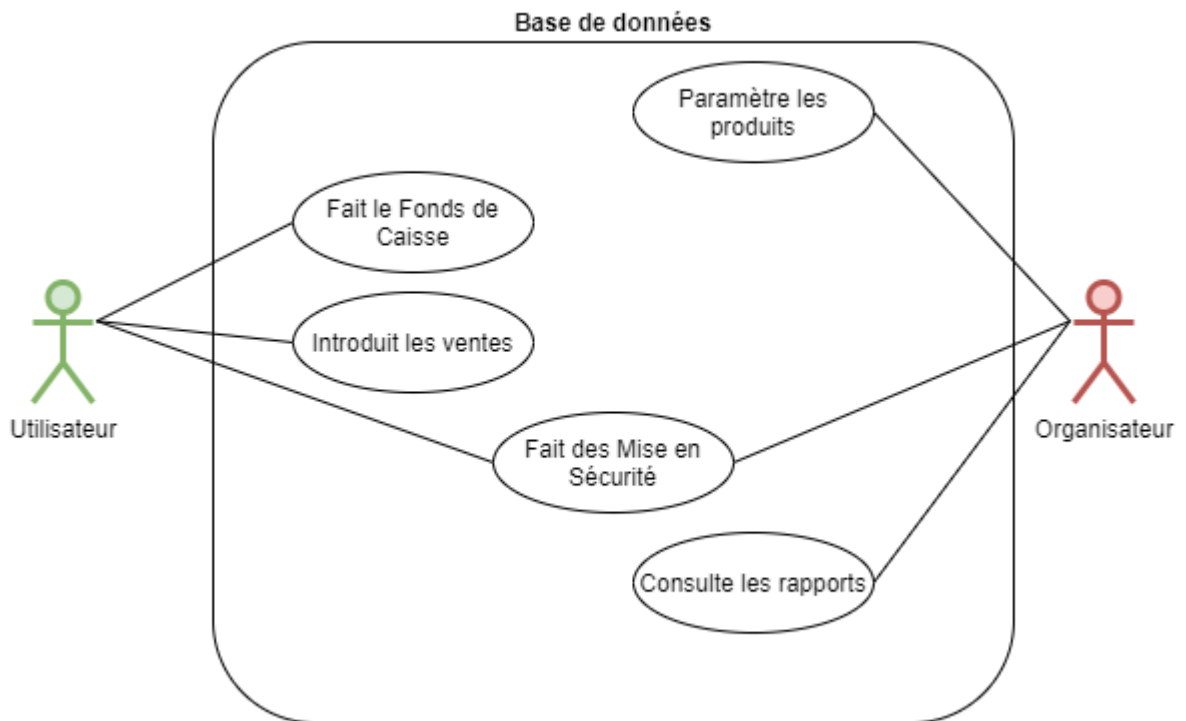 Base de données
Paramètre les
produits
Fait le Fonds de
Caisse
Introduit les ventes
Utilisateur
Organisateur
Fait des Mise en
Sécurité
Consulte les rapports